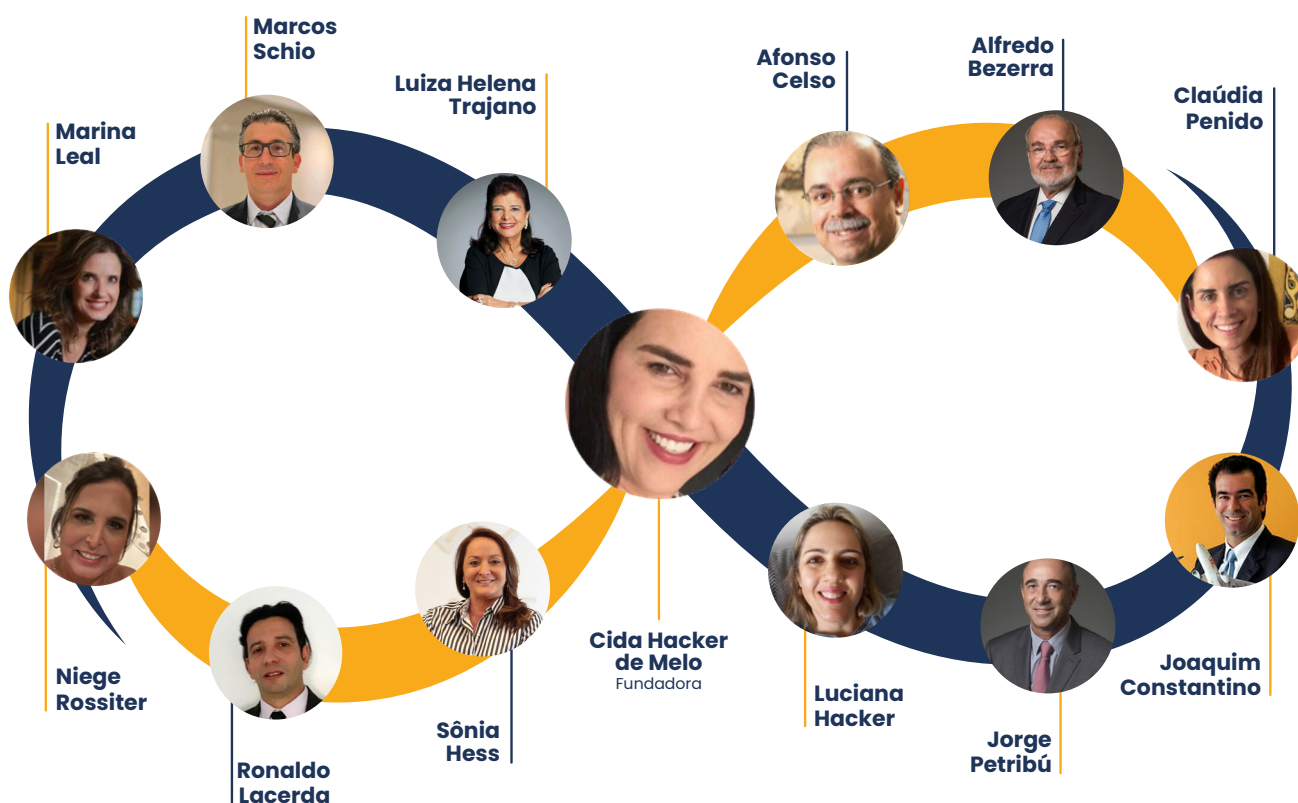 Marcos
Schio
Afonso
Celso
Alfredo
Bezerra
Luiza Helena
Trajano
Claúdia
Penido
Marina
Leal
Cida Hacker
de Melo
Fundadora
Niege
Rossiter
Luciana
Hacker
Joaquim
Constantino
Sônia
Hess
Jorge
Petribú
Ronaldo
Lacerda